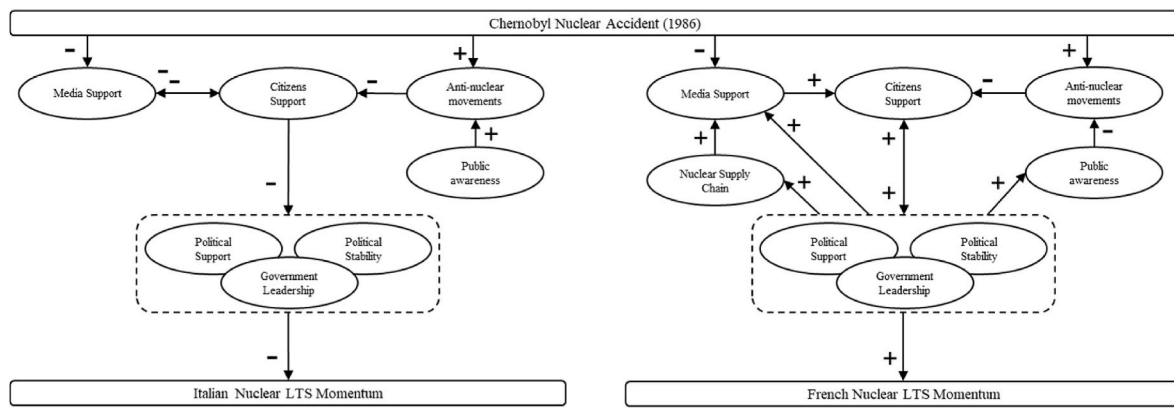 Chernobyl Nuclear Accident (1986)
− + − +
Media Support
− −
Citizens
Support
−
Anti-nuclear
movements
+
Public
awareness
−
Political
Support
Political
Stability
Government
Leadership
−
Italian Nuclear LTS Momentum
Media Support
+
Citizens
Support
−
Anti-nuclear
movements
+
+
+
−
Nuclear Supply
Chain
Public
awareness
+
+
+
Political
Support
Political
Stability
Government
Leadership
+
French Nuclear LTS Momentum